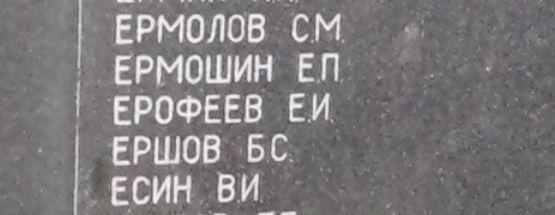 ЕРМОЛОВ С.М.
ЕРМОШИН Е.П.
ЕРОФЕЕВ Е.И.
ЕРШОВ Б.С.
ЕСИН В.И.